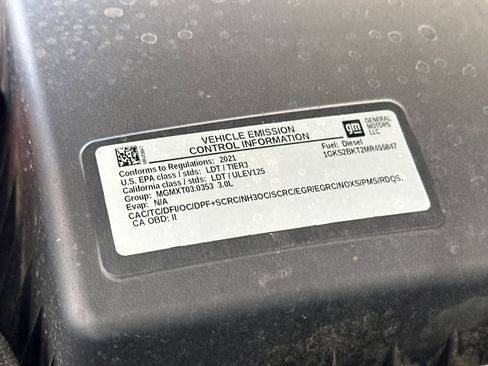 VEHICLE EMISSION
CONTROL INFORMATION
gm
GENERAL
MOTORS
LLC
Conforms to Regulations: 2021
Fuel: Diesel
U.S. EPA class / stds: LDT / TIER3
1GKS2BKT2MR455847
California class / stds: LDT / ULEV125
Group: MGMXT03.0353 3.0L
Evap: N/A
CAC/TC/DFI/OC/DPF+SCRC/NH3OC/SCRC/EGR/EGRC/NOXS/PMS/RDQS,
CA OBD: II